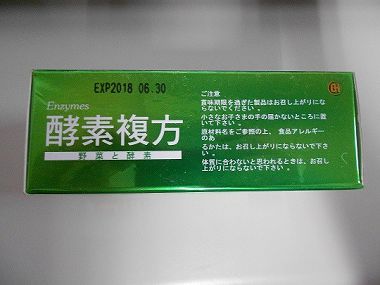 EXP2018 06.30
Enzymes
酵素複方
野菜と酵素
ご注意
賞味期限を過ぎた製品はお召し上がりにな
らないでください。
小さなお子さまの手の届かないところに置
いて下さい。
原材料名をご参照の上、食品アレルギー
のあ
るかたは、お召し上がりにならないで下さ
い。
体質に合わないと思われるときは、お召し
上がりにならないで下さい。